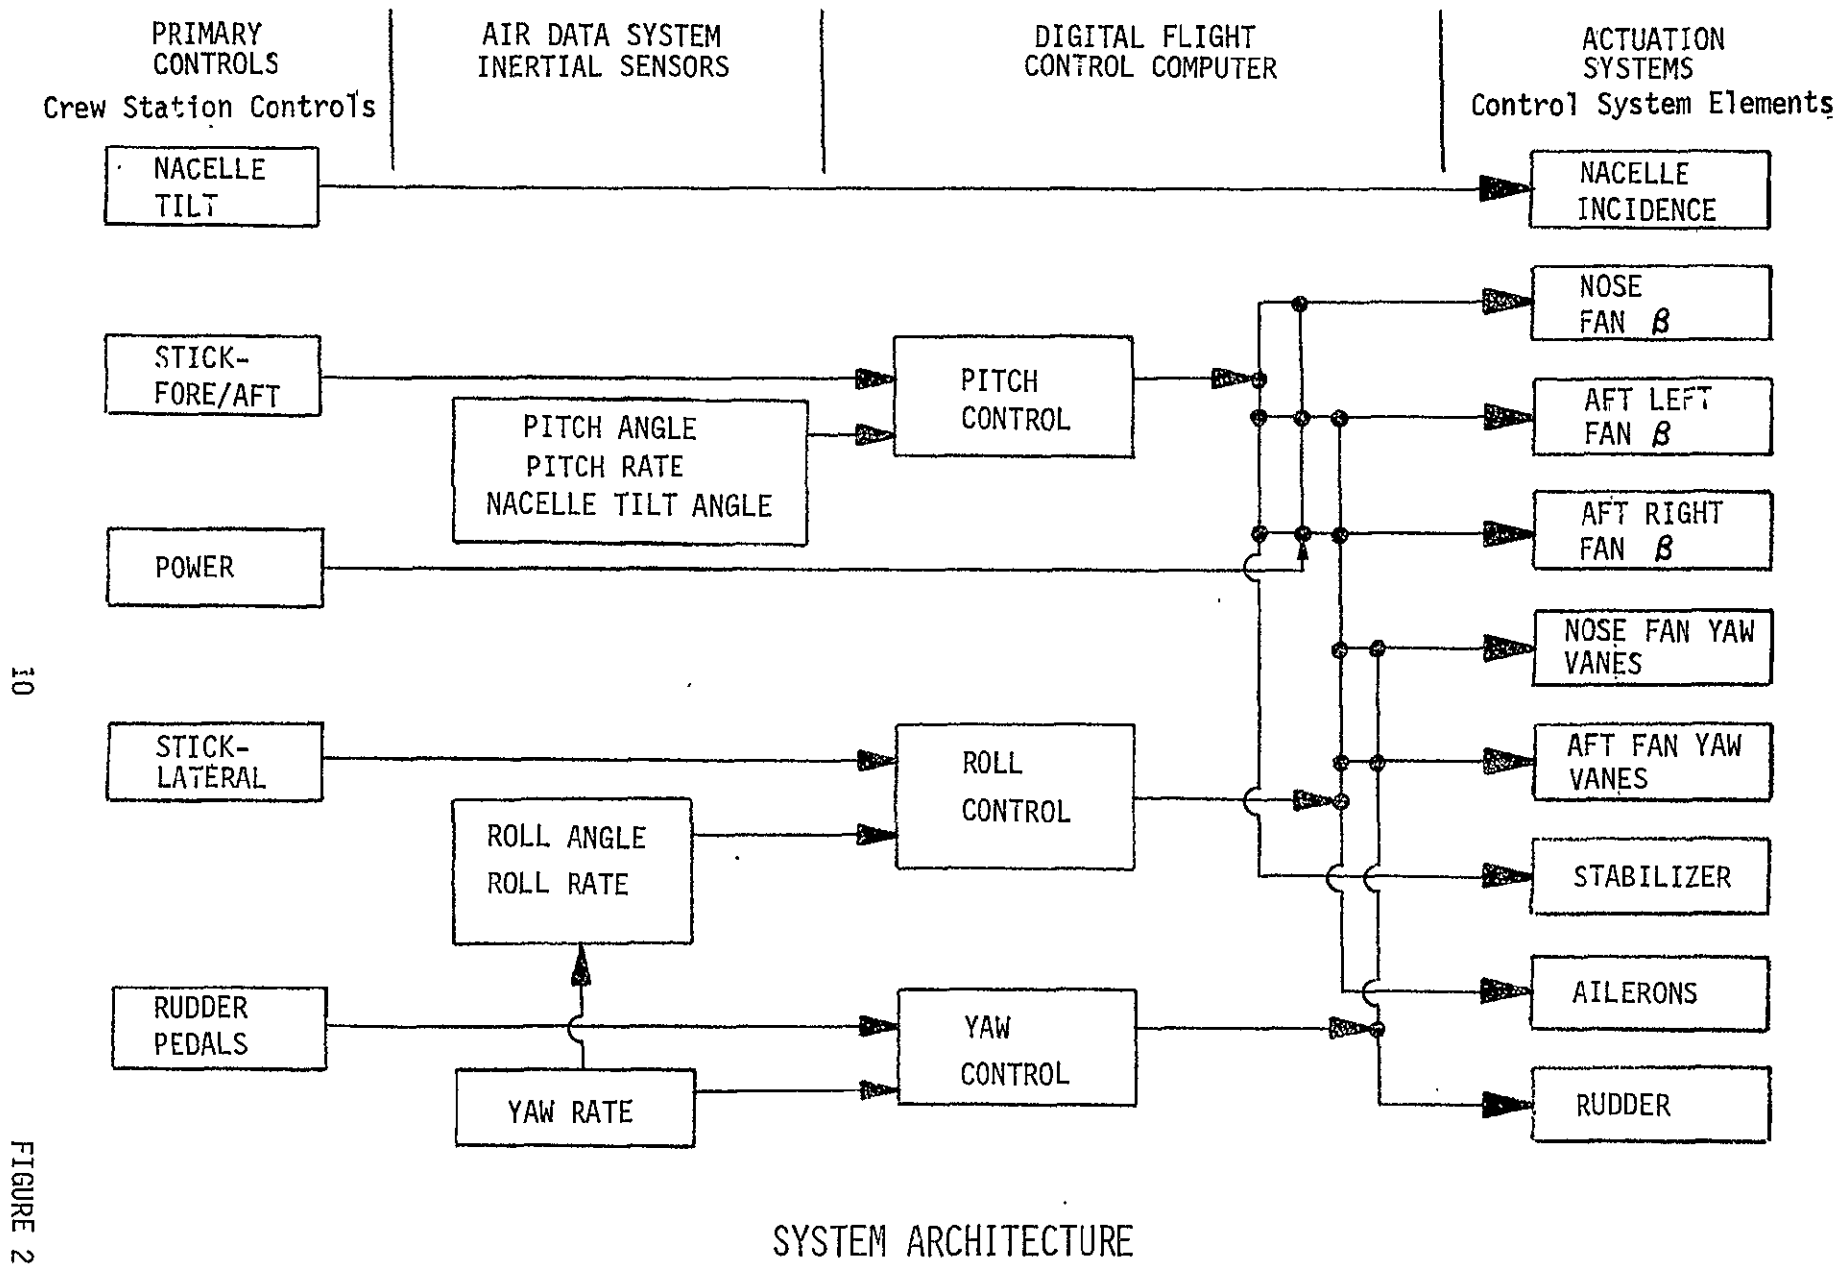 PRIMARY
CONTROLS
Crew Station Controls
AIR DATA SYSTEM
INERTIAL SENSORS
DIGITAL FLIGHT
CONTROL COMPUTER
ACTUATION
SYSTEMS
Control System Elements
NACELLE
TILT
NACELLE
INCIDENCE
NOSE
FAN β
STICK-
FORE/AFT
PITCH
CONTROL
AFT LEFT
FAN β
PITCH ANGLE
PITCH RATE
NACELLE TILT ANGLE
AFT RIGHT
FAN β
POWER
NOSE FAN YAW
VANES
STICK-
LATERAL
ROLL
CONTROL
AFT FAN YAW
VANES
ROLL ANGLE
ROLL RATE
STABILIZER
AILERONS
RUDDER
PEDALS
YAW
CONTROL
YAW RATE
RUDDER
10
FIGURE 2
SYSTEM ARCHITECTURE